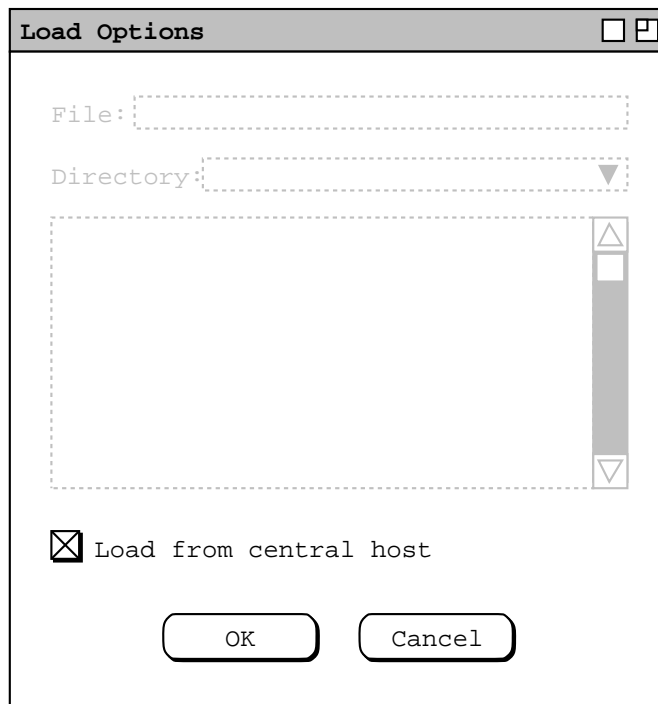 Load Options
File:
Directory:
Load from central host
OK
Cancel